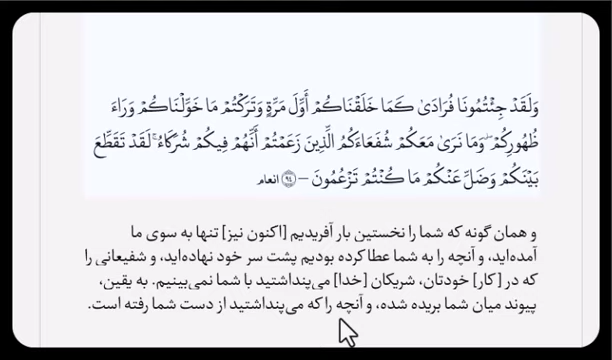 وَلَقَدْ جِئْتُمُونَا فُرَادَىٰ كَمَا خَلَقْنَاكُمْ أَوَّلَ مَرَّةٍ وَتَرَكْتُمْ مَا خَوَّلْنَاكُمْ وَرَاءَ
ظُهُورِكُمْ ۖ وَمَا نَرَىٰ مَعَكُمْ شُفَعَاءَكُمُ الَّذِينَ زَعَمْتُمْ أَنَّهُمْ فِيكُمْ شُرَكَاءُ ۚ لَقَدْ تَقَطَّعَ
بَيْنَكُمْ وَضَلَّ عَنْكُمْ مَا كُنْتُمْ تَزْعُمُونَ – ﴿٩٤﴾ انعام
و همان گونه که شما را نخستین بار آفریدیم [اکنون نیز] تنها به سوی ما
آمده‌اید، و آنچه را به شما عطا کرده بودیم پشت سر خود نهاده‌اید، و شفیعانی را
که در [کار] خودتان، شریکان [خدا] می‌پنداشتید با شما نمی‌بینیم. به یقین،
پیوند میان شما بریده شده، و آنچه را که می‌پنداشتید از دست شما رفته است.